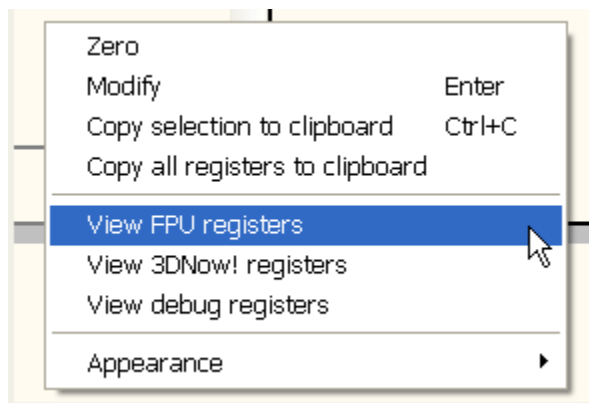 Zero
Modify Enter
Copy selection to clipboard Ctrl+C
Copy all registers to clipboard
View FPU registers
View 3DNow! registers
View debug registers
Appearance